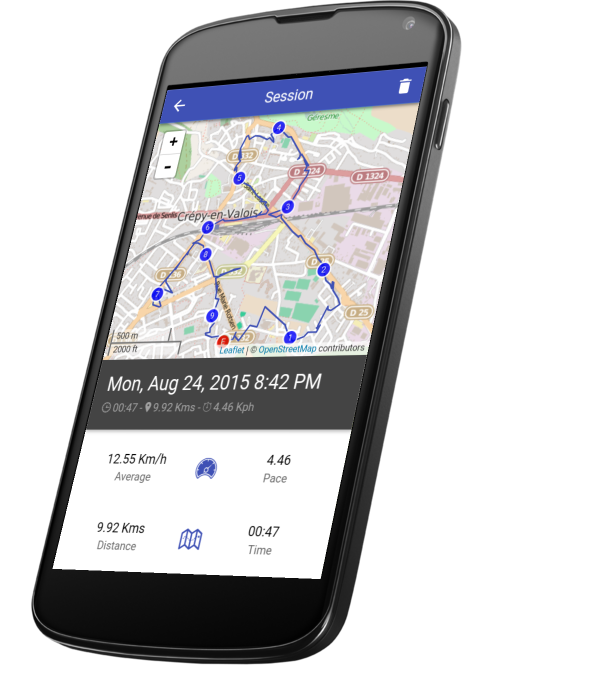 Session
Géresme
4
+
-
D 332
5
D 1324
3
Crépy-en-Valois
6
8
2
7
9
D 25
1
500 m
2000 ft
Leaflet | © OpenStreetMap contributors
Mon, Aug 24, 2015 8:42 PM
00:47 - 9.92 Kms - 4.46 Kph
12.55 Km/h
4.46
Average
Pace
9.92 Kms
00:47
Distance
Time